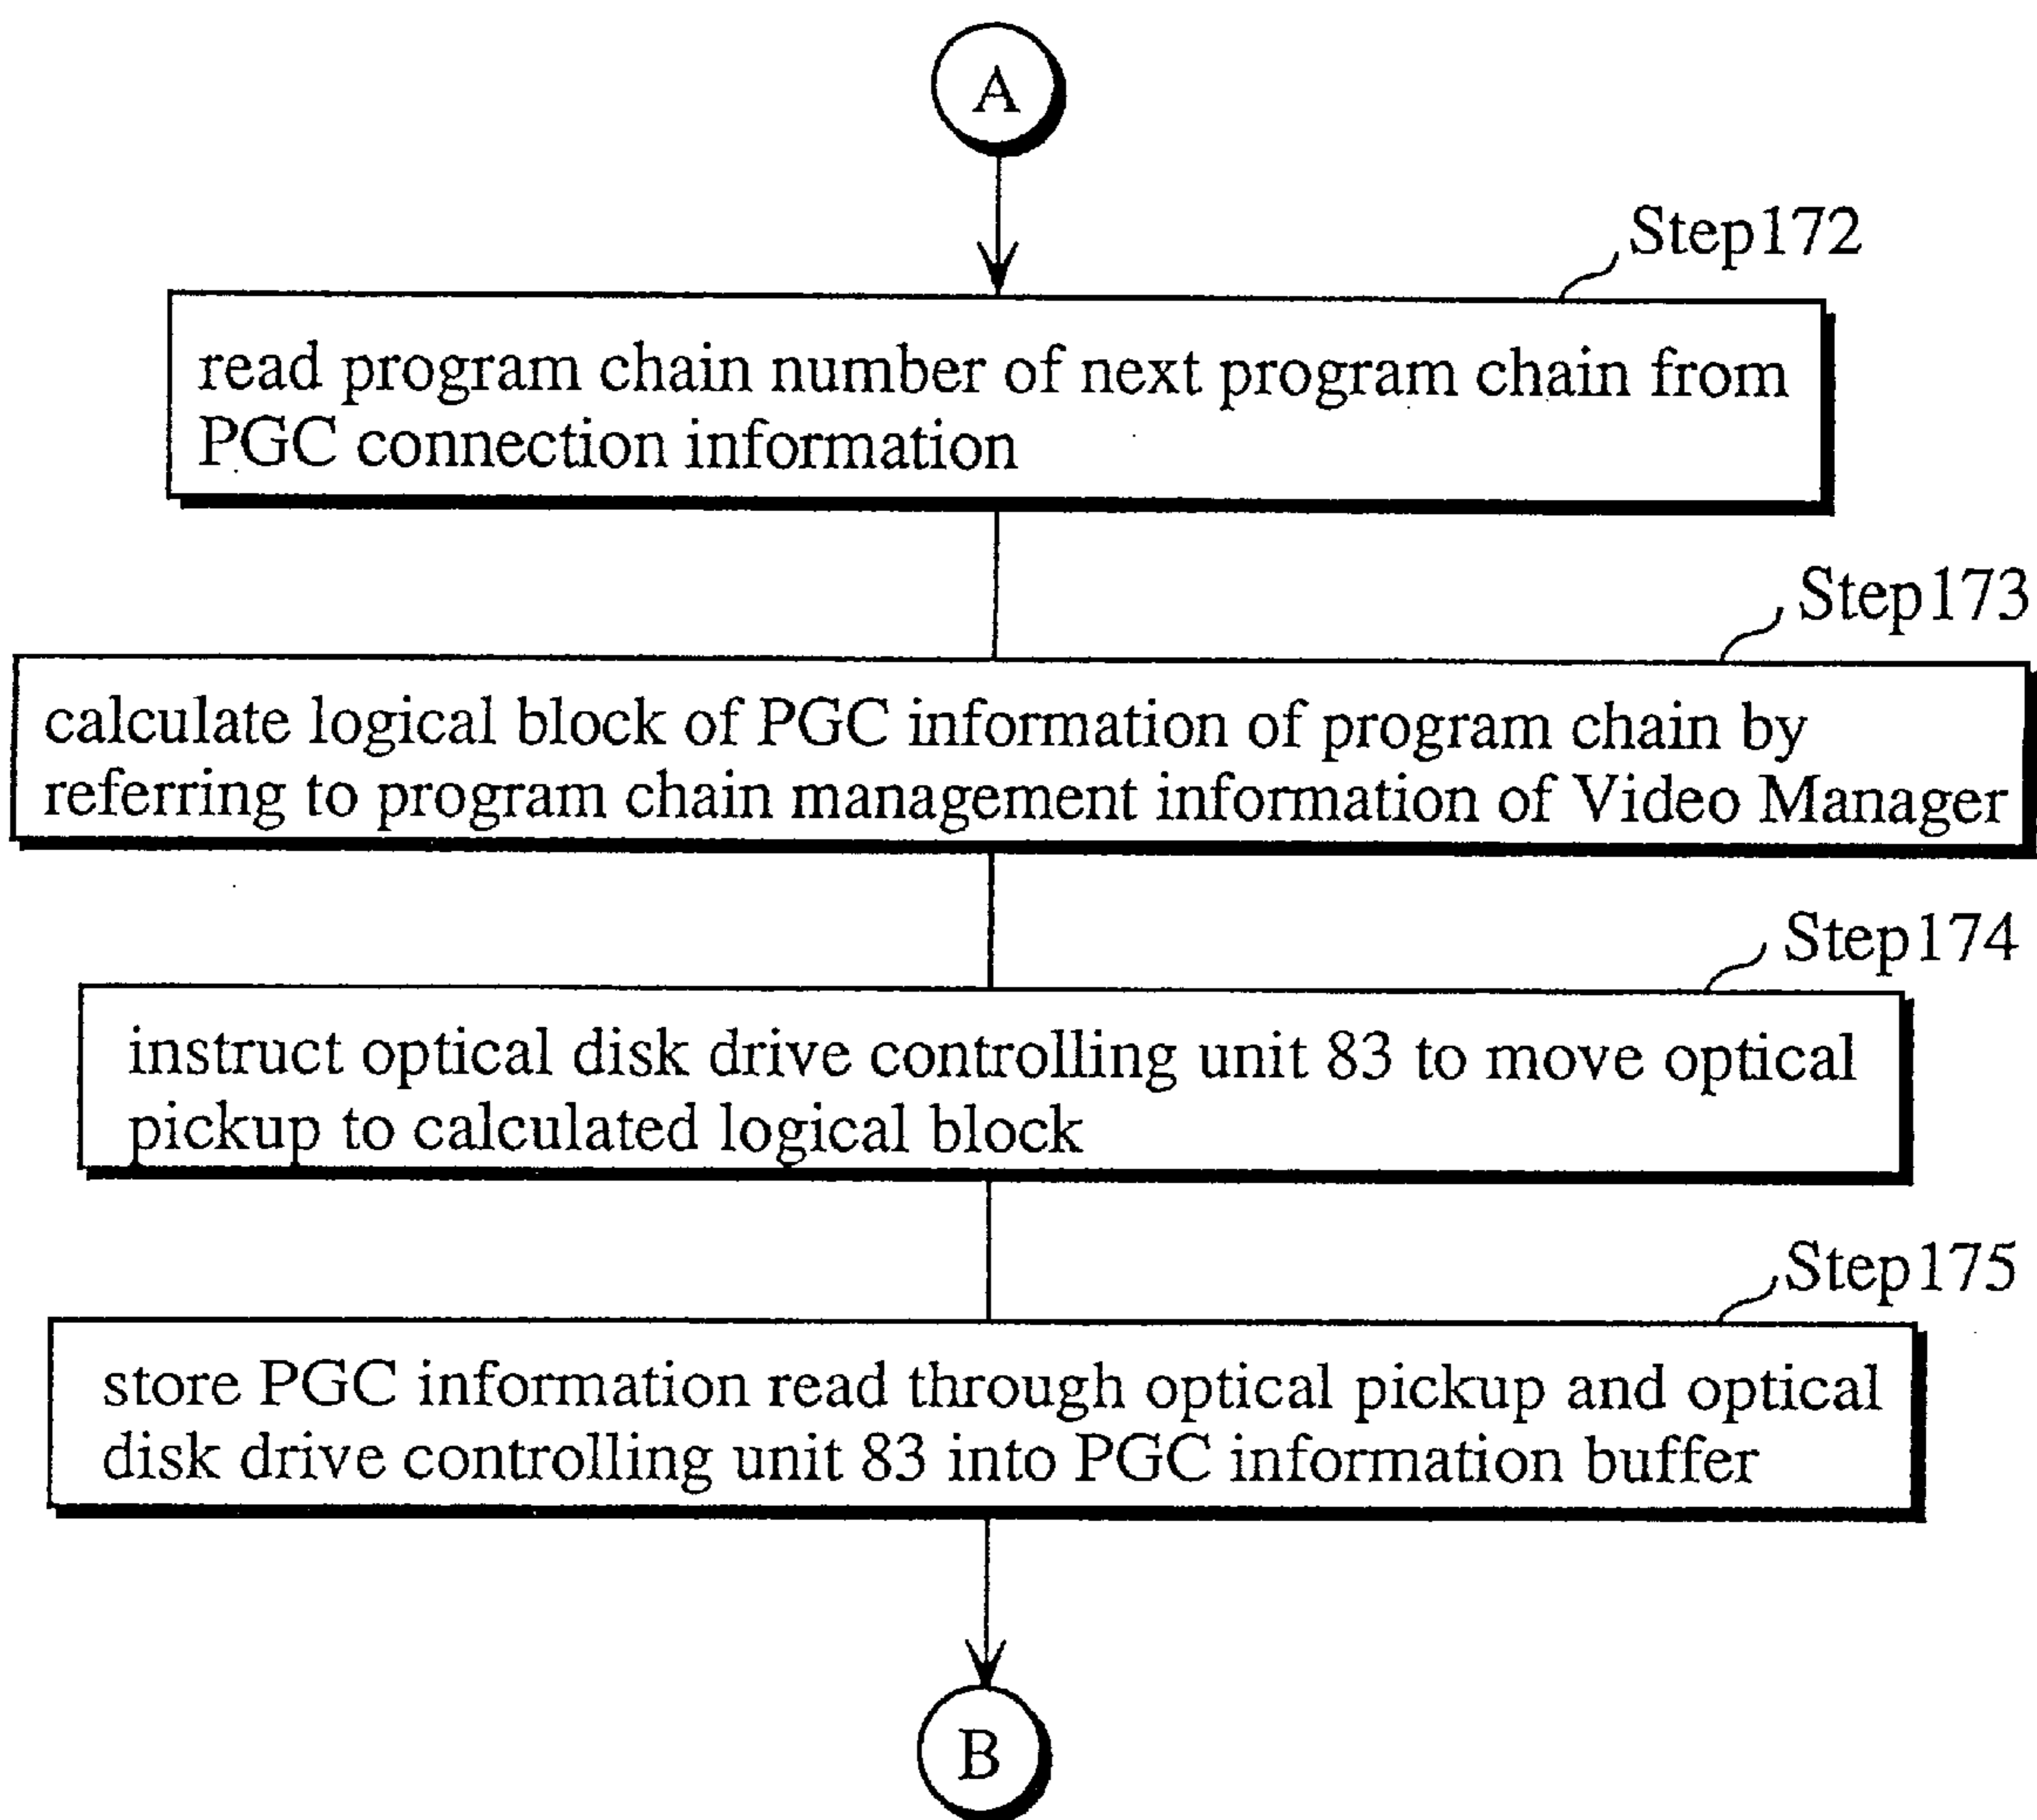 A
Step172
read program chain number of next program chain from
PGC connection information
Step173
calculate logical block of PGC information of program chain by
referring to program chain management information of Video Manager
Step174
instruct optical disk drive controlling unit 83 to move optical
pickup to calculated logical block
Step175
store PGC information read through optical pickup and optical
disk drive controlling unit 83 into PGC information buffer
B